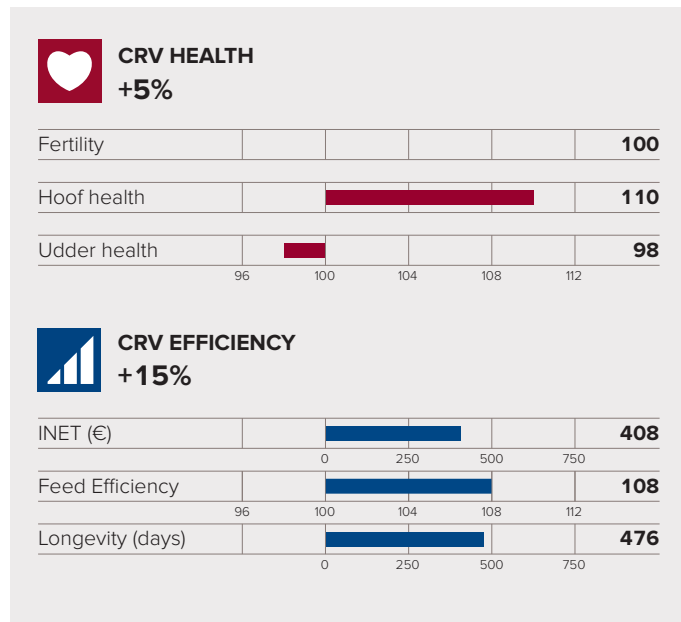 CRV HEALTH
+5%
Fertility 100
Hoof health 110
Udder health 98
96 100 104 108 112
CRV EFFICIENCY
+15%
INET (€) 408
0 250 500 750
Feed Efficiency 108
96 100 104 108 112
Longevity (days) 476
0 250 500 750